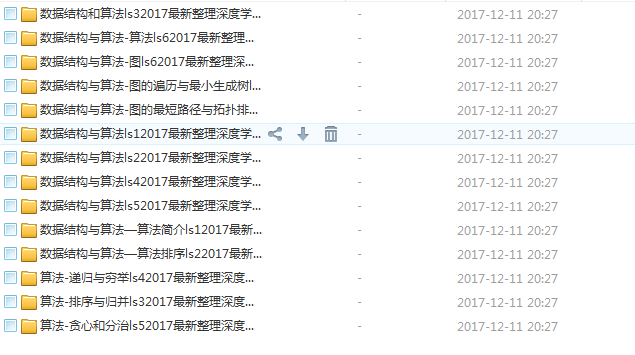 数据结构和算法ls32017最新整理深度学... - 2017-12-11 20:27
数据结构与算法-算法ls62017最新整理... - 2017-12-11 20:27
数据结构与算法-图ls62017最新整理深... - 2017-12-11 20:27
数据结构与算法-图的遍历与最小生成树l... - 2017-12-11 20:27
数据结构与算法-图的最短路径与拓扑排... - 2017-12-11 20:27
数据结构与算法ls12017最新整理深度学... - 2017-12-11 20:27
数据结构与算法ls22017最新整理深度学... - 2017-12-11 20:27
数据结构与算法ls42017最新整理深度学... - 2017-12-11 20:27
数据结构与算法ls52017最新整理深度学... - 2017-12-11 20:27
数据结构与算法—算法简介ls12017最新... - 2017-12-11 20:27
数据结构与算法—算法排序ls22017最新... - 2017-12-11 20:27
算法-递归与穷举ls42017最新整理深度... - 2017-12-11 20:27
算法-排序与归并ls32017最新整理深度... - 2017-12-11 20:27
算法-贪心和分治ls52017最新整理深度... - 2017-12-11 20:27